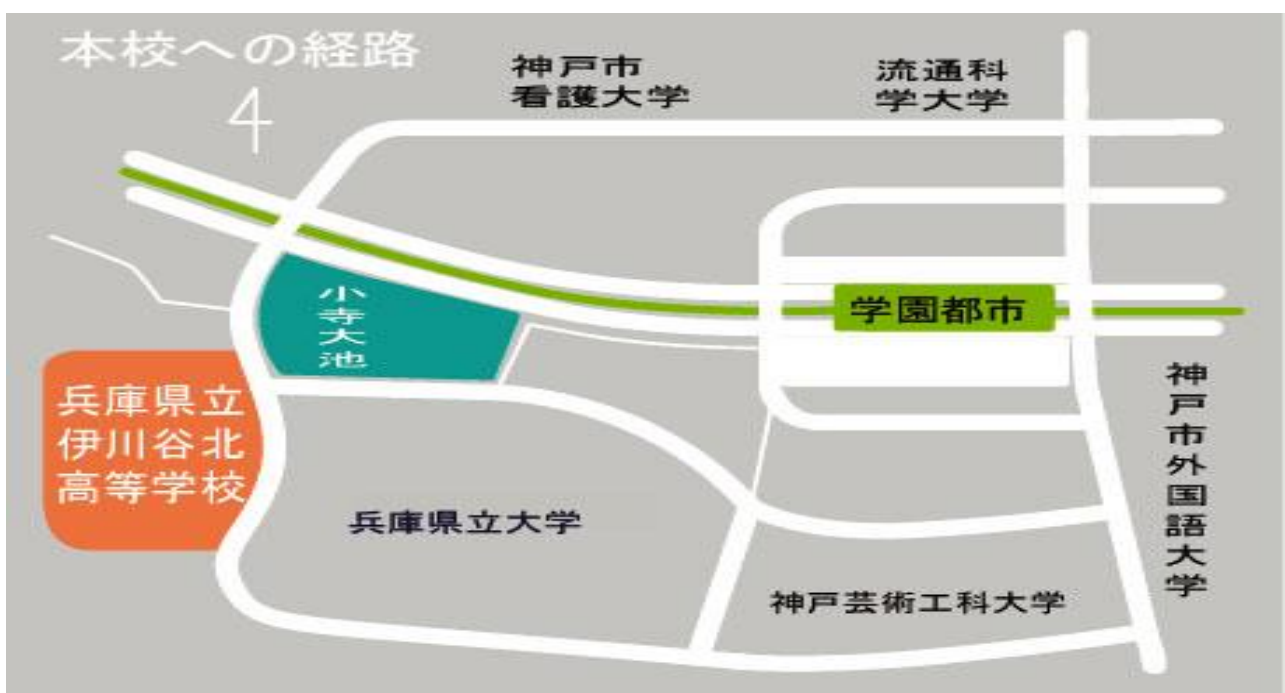 本校への経路
神戸市
看護大学
流通科
学大学
4
小寺大池
学園都市
兵庫県立
伊川谷北
高等学校
神戸市外国語大学
兵庫県立大学
神戸芸術工科大学